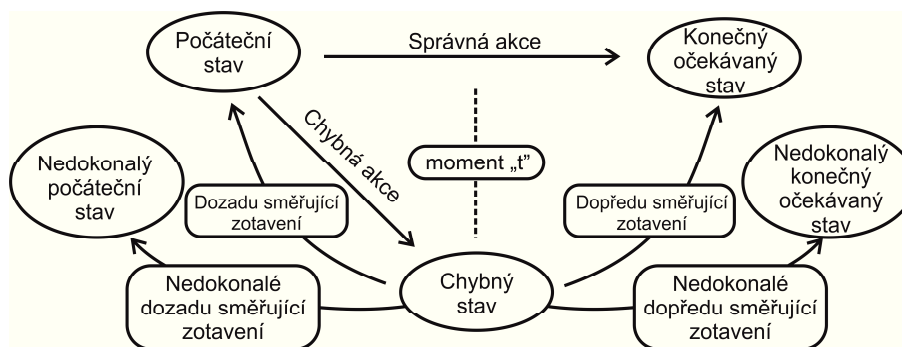 Počáteční
stav
Správná akce
Konečný
očekávaný
stav
Chybná akce
moment „t”
Nedokonalý
počáteční
stav
Nedokonalý
konečný
očekávaný
stav
Dozadu směřující
zotavení
Dopředu směřující
zotavení
Chybný
stav
Nedokonalé
dozadu směřující
zotavení
Nedokonalé
dopředu směřující
zotavení